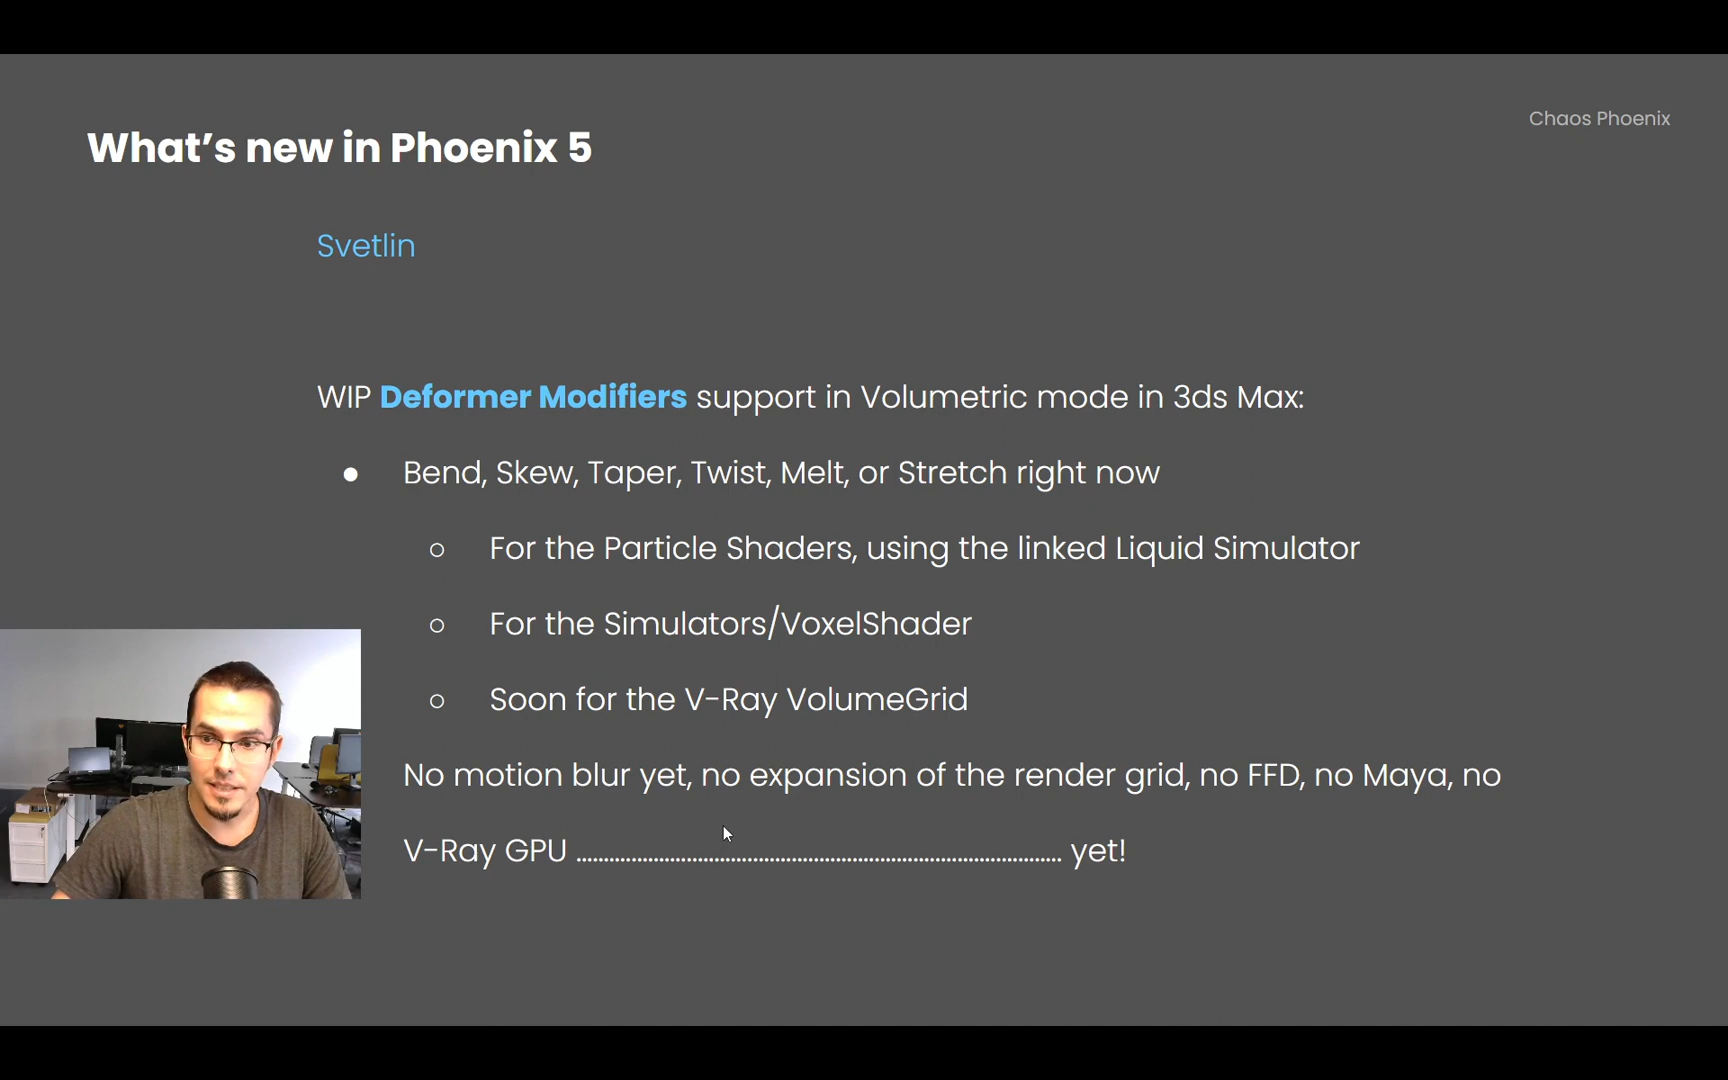 Chaos Phoenix
What's new in Phoenix 5
Svetlin
WIP Deformer Modifiers support in Volumetric mode in 3ds Max:
● Bend, Skew, Taper, Twist, Melt, or Stretch right now
○ For the Particle Shaders, using the linked Liquid Simulator
○ For the Simulators/VoxelShader
○ Soon for the V-Ray VolumeGrid
No motion blur yet, no expansion of the render grid, no FFD, no Maya, no
V-Ray GPU ........................................................................................ yet!